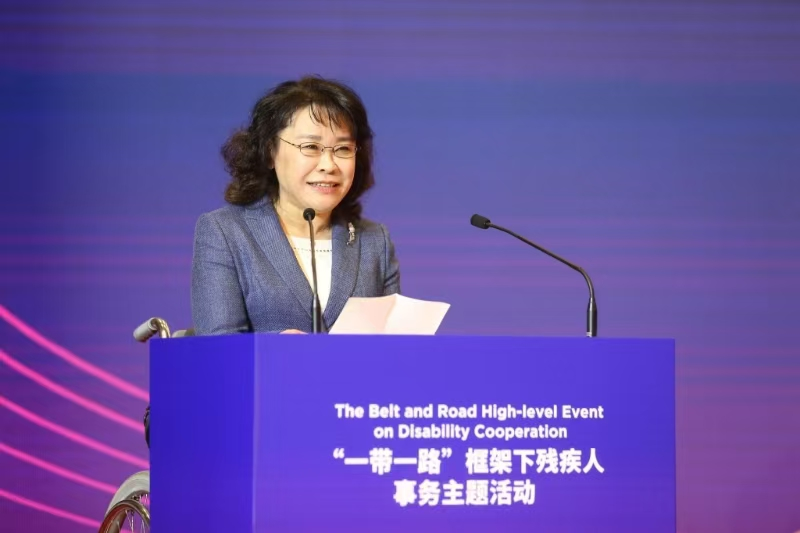 The Belt and Road High-level Event
on Disability Cooperation
“一带一路”框架下残疾人
事务主题活动